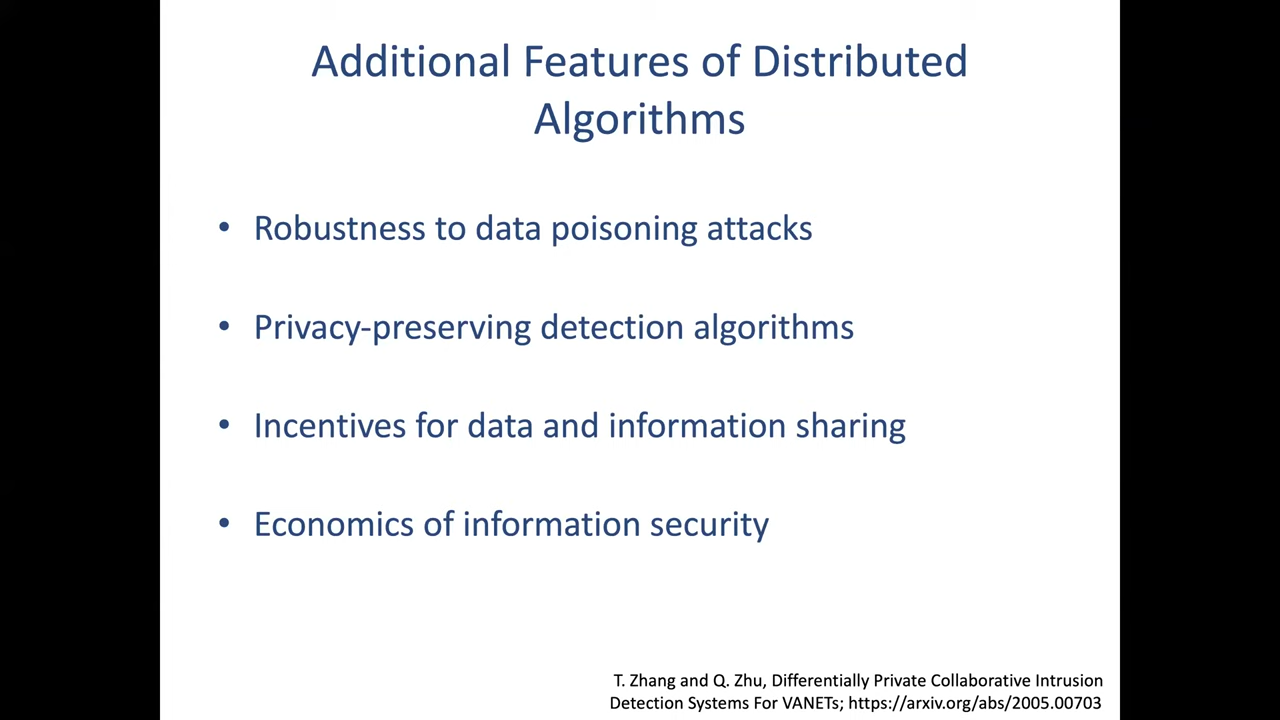 Additional Features of Distributed
Algorithms
• Robustness to data poisoning attacks
• Privacy-preserving detection algorithms
• Incentives for data and information sharing
• Economics of information security
T. Zhang and Q. Zhu, Differentially Private Collaborative Intrusion
Detection Systems For VANETs; https://arxiv.org/abs/2005.00703